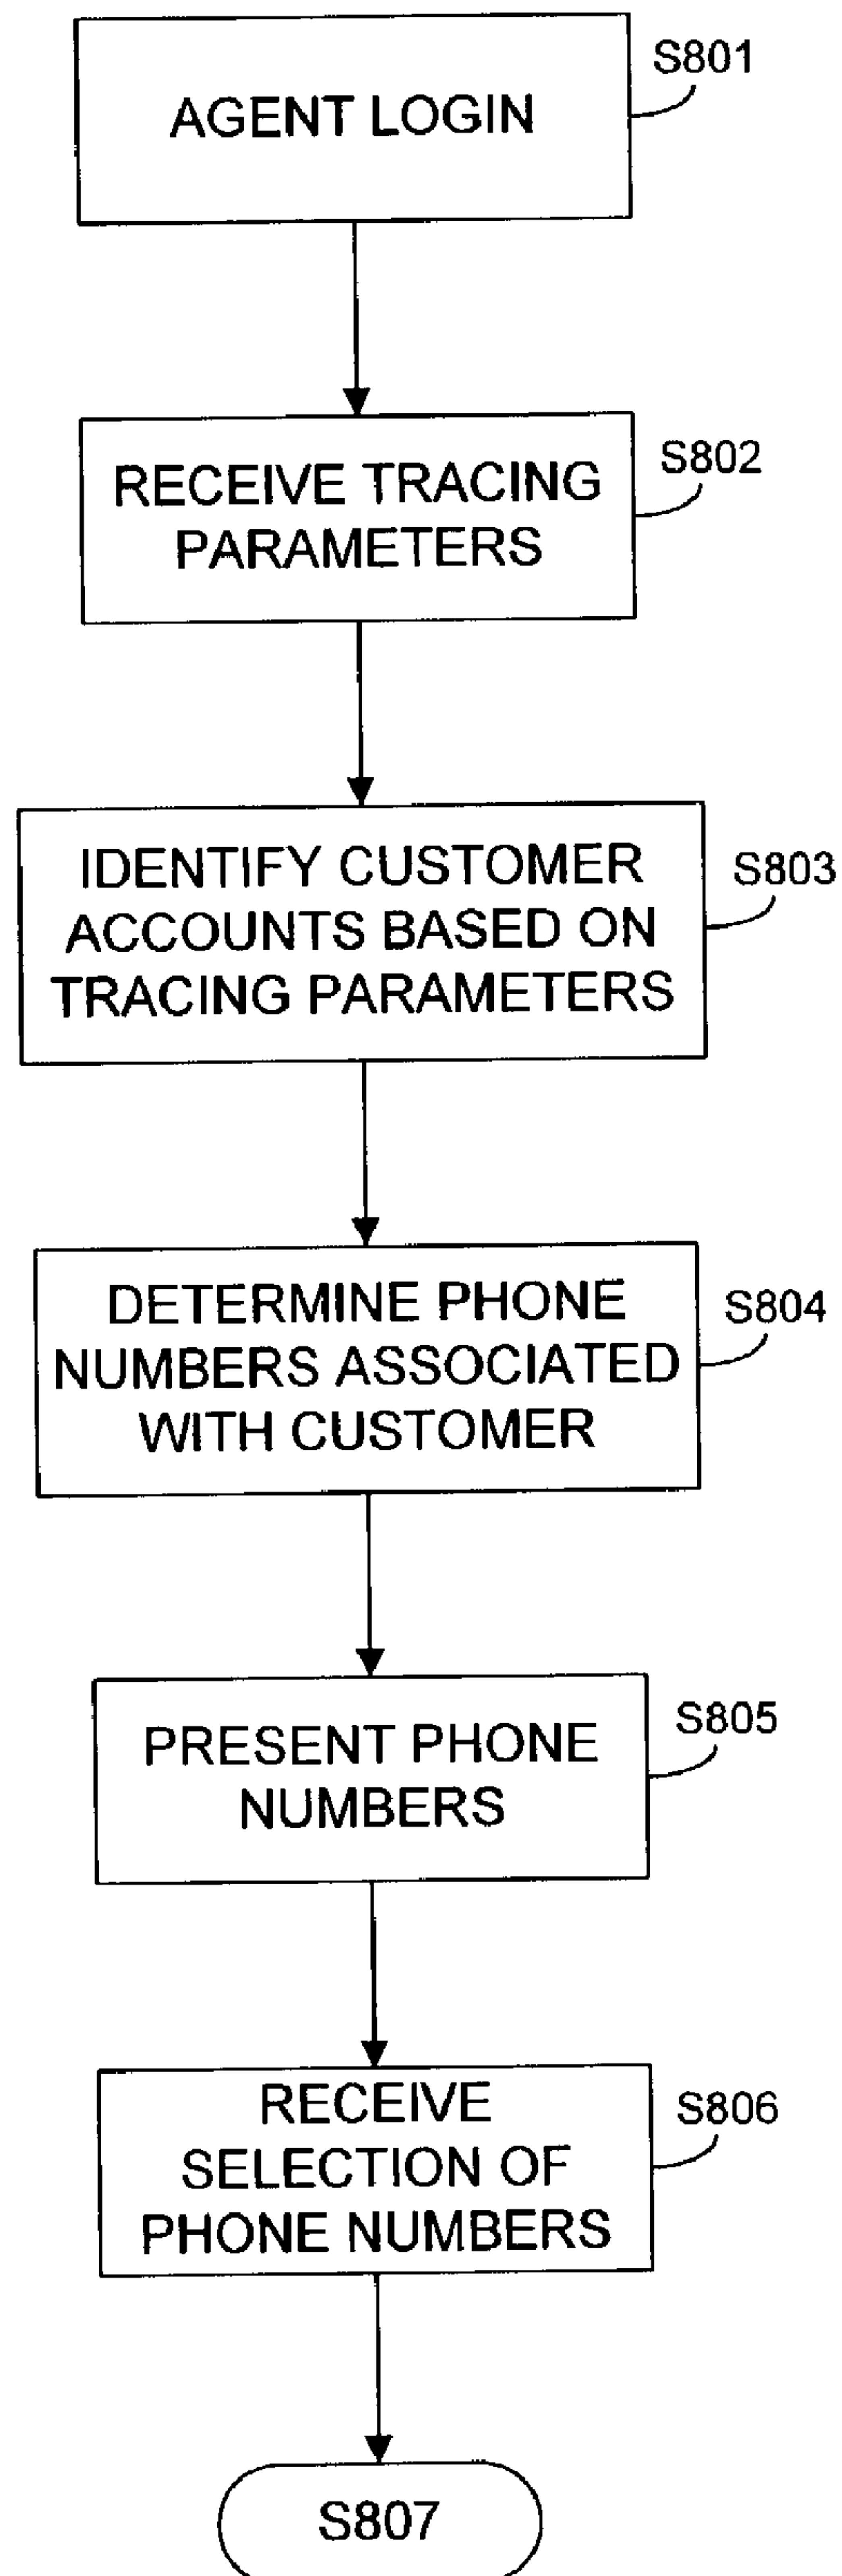 AGENT LOGIN
S801
RECEIVE TRACING
PARAMETERS
S802
IDENTIFY CUSTOMER
ACCOUNTS BASED ON
TRACING PARAMETERS
S803
DETERMINE PHONE
NUMBERS ASSOCIATED
WITH CUSTOMER
S804
PRESENT PHONE
NUMBERS
S805
RECEIVE
SELECTION OF
PHONE NUMBERS
S806
S807